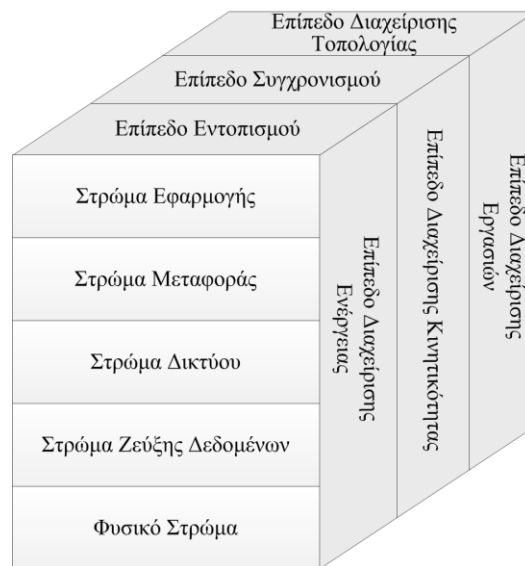 Επίπεδο Διαχείρισης
Τοπολογίας
Επίπεδο Συγχρονισμού
Επίπεδο Εντοπισμού
Στρώμα Εφαρμογής
Στρώμα Μεταφοράς
Στρώμα Δικτύου
Στρώμα Ζεύξης Δεδομένων
Φυσικό Στρώμα
Επίπεδο Διαχείρισης
Ενέργειας
Επίπεδο Διαχείρισης Κινητικότητας
Επίπεδο Διαχείρισης
Εργασιών